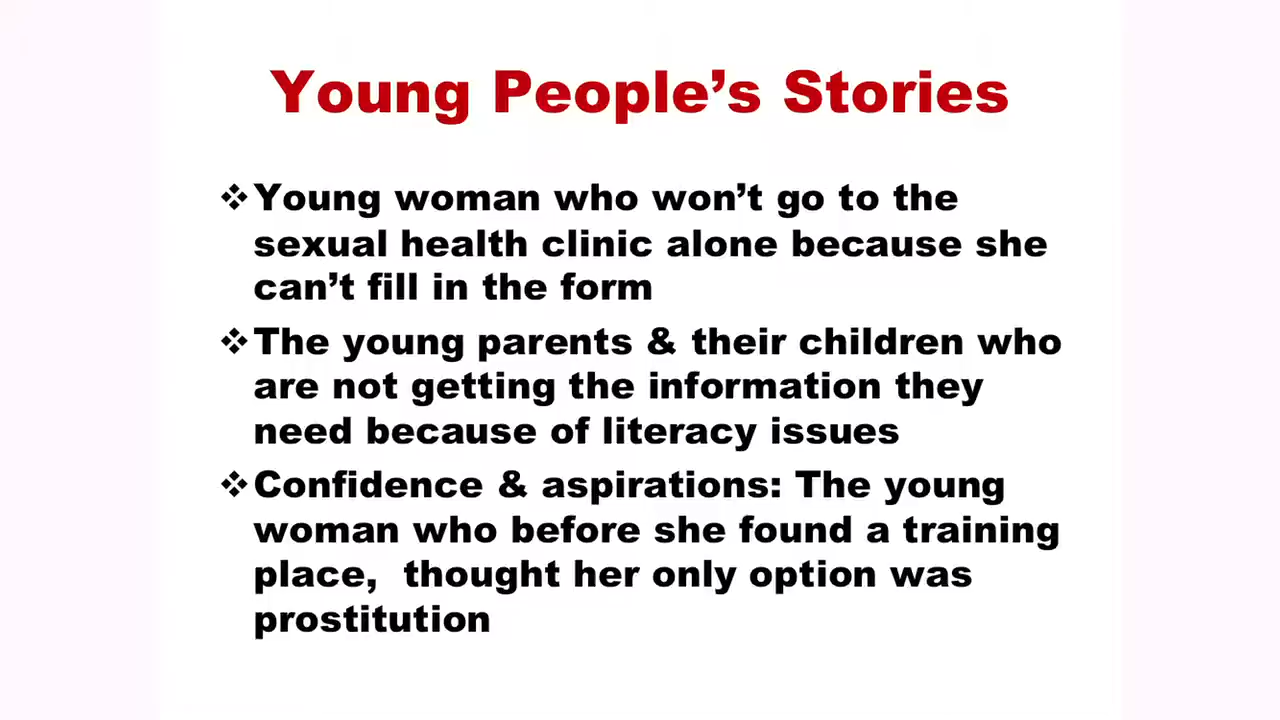 Young People’s Stories
❖Young woman who won’t go to the
sexual health clinic alone because she
can’t fill in the form
❖The young parents & their children who
are not getting the information they
need because of literacy issues
❖Confidence & aspirations: The young
woman who before she found a training
place,  thought her only option was
prostitution